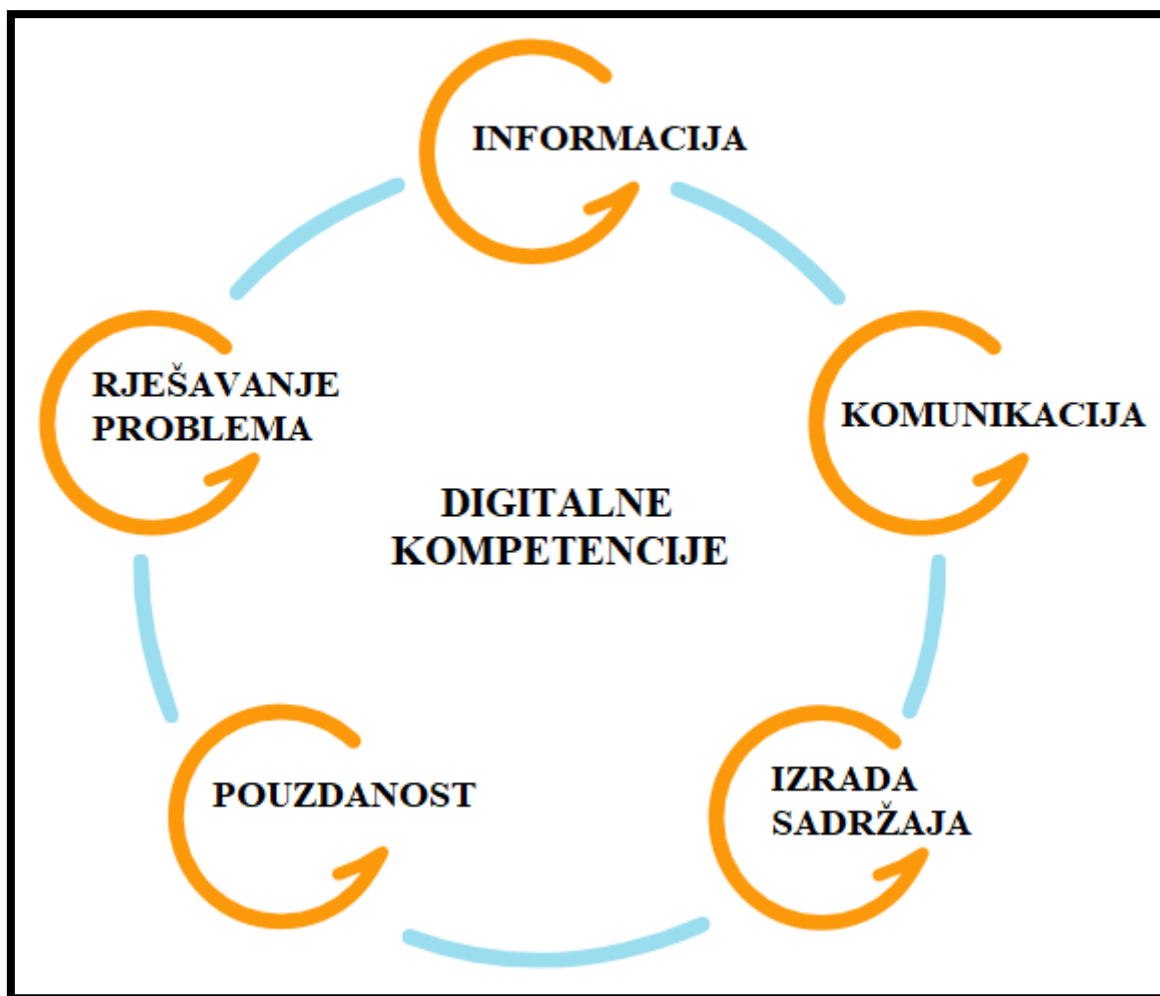 INFORMACIJA
KOMUNIKACIJA
RJEŠAVANJE
PROBLEMA
DIGITALNE
KOMPETENCIJE
POUZDANOST
IZRADA
SADRŽAJA